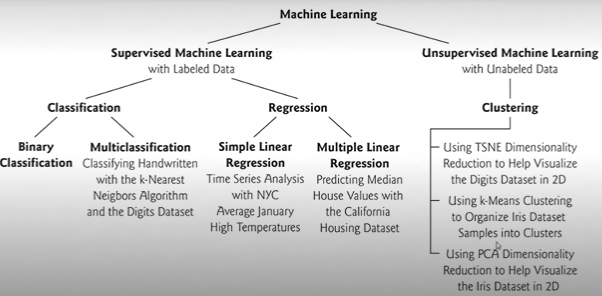 Machine Learning
Supervised Machine Learning
with Labeled Data
Unsupervised Machine Learning
with Unabeled Data
Classification
Regression
Clustering
Binary
Classification
Multiclassification
Classifying Handwritten
with the k-Nearest
Neigbors Algorithm
and the Digits Dataset
Simple Linear
Regression
Time Series Analysis
with NYC
Average January
High Temperatures
Multiple Linear
Regression
Predicting Median
House Values with
the California
Housing Dataset
Using TSNE Dimensionality
Reduction to Help Visualize
the Digits Dataset in 2D
Using k-Means Clustering
to Organize Iris Dataset
Samples into Clusters
Using PCA Dimensionality
Reduction to Help Visualize
the Iris Dataset in 2D